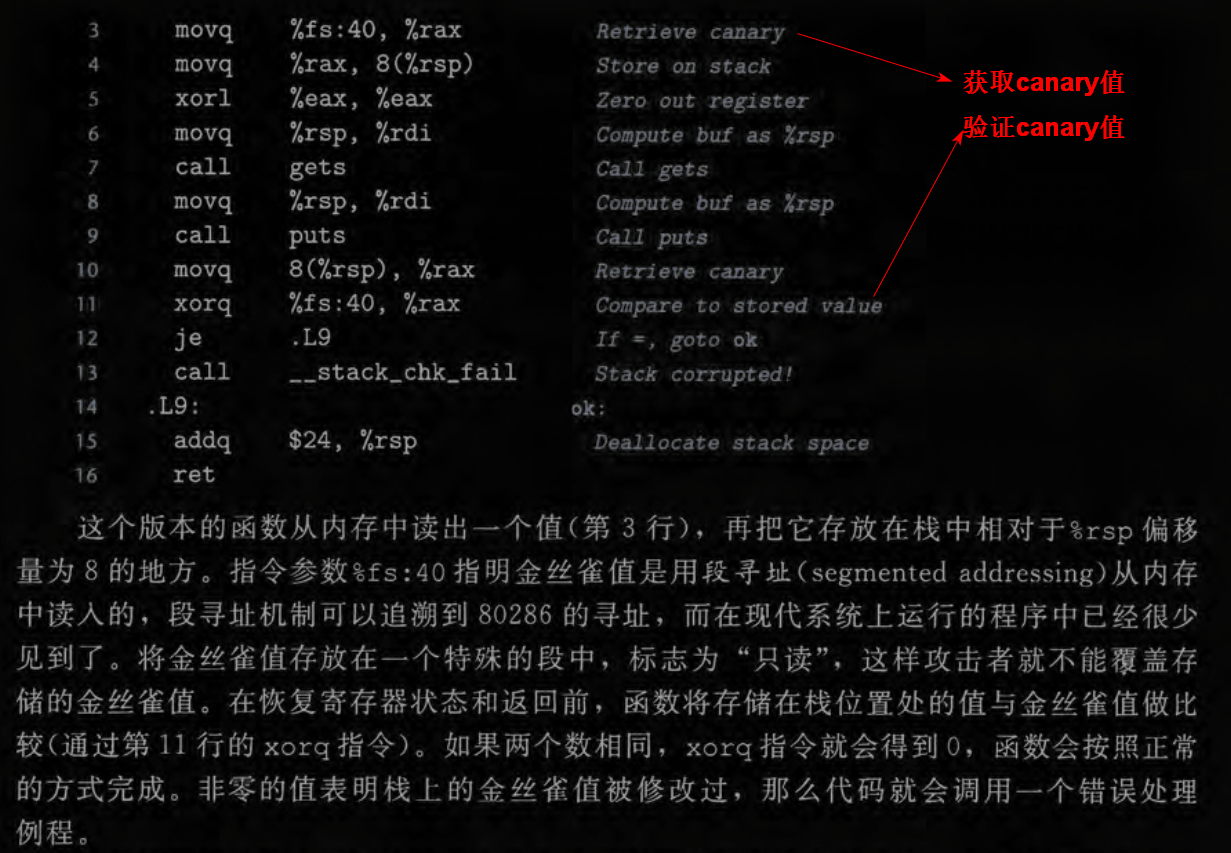 3 movq %fs:40, %rax Retrieve canary
4 movq %rax, 8(%rsp) Store on stack
获取canary值
5 xorl %eax, %eax Zero out register
验证canary值
6 movq %rsp, %rdi Compute buf as %rsp
7 call gets Call gets
8 movq %rsp, %rdi Compute buf as %rsp
9 call puts Call puts
10 movq 8(%rsp), %rax Retrieve canary
11 xorq %fs:40, %rax Compare to stored value
12 je .L9 If =, goto ok
13 call __stack_chk_fail Stack corrupted!
14 .L9: ok:
15 addq $24, %rsp Deallocate stack space
16 ret
这个版本的函数从内存中读出一个值(第 3 行)，再把它存放在栈中相对于%rsp 偏移
量为 8 的地方。指令参数%fs:40 指明金丝雀值是用段寻址(segmented addressing)从内存
中读入的，段寻址机制可以追溯到 80286 的寻址，而在现代系统上运行的程序中已经很少
见到了。将金丝雀值存放在一个特殊的段中，标志为“只读”，这样攻击者就不能覆盖存
储的金丝雀值。在恢复寄存器状态和返回前，函数将存储在栈位置处的值与金丝雀值做比
较(通过第 11 行的 xorq 指令)。如果两个数相同，xorq 指令就会得到 0，函数会按照正常
的方式完成。非零的值表明栈上的金丝雀值被修改过，那么代码就会调用一个错误处理
例程。